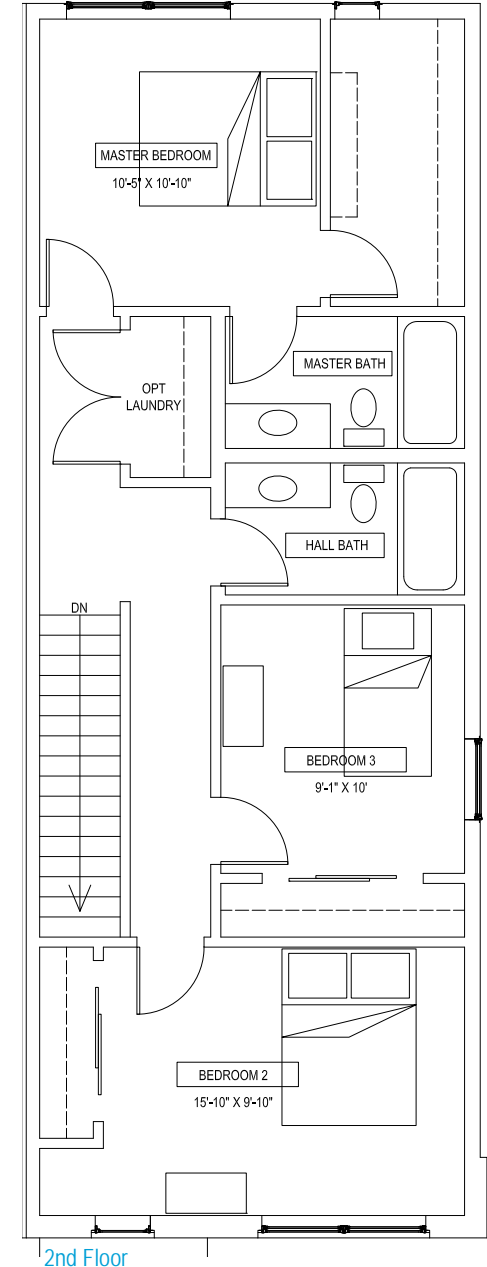 MASTER BEDROOM
10'-5" X 10'-10"
MASTER BATH
OPT
LAUNDRY
HALL BATH
DN
BEDROOM 3
9'-1" X 10'
BEDROOM 2
15'-10" X 9'-10"
2nd Floor